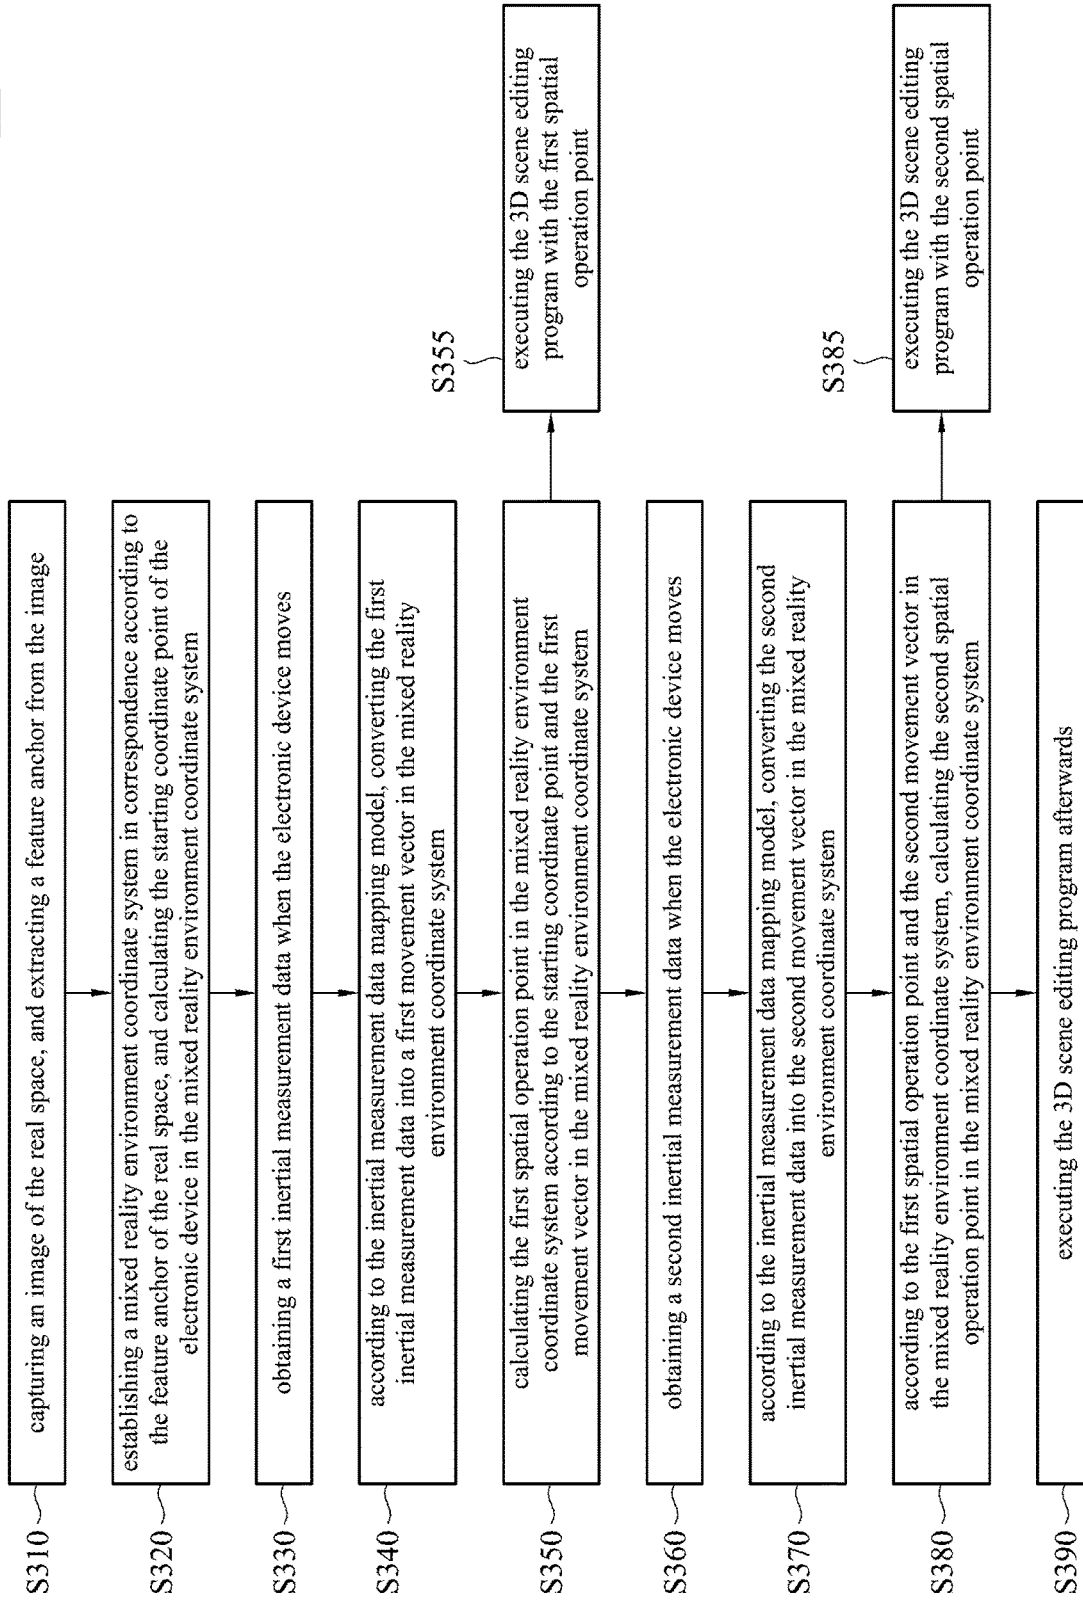 S310
capturing an image of the real space, and extracting a feature anchor from the image
S320
establishing a mixed reality environment coordinate system in correspondence according to
the feature anchor of the real space, and calculating the starting coordinate point of the
electronic device in the mixed reality environment coordinate system
S330
obtaining a first inertial measurement data when the electronic device moves
S340
according to the inertial measurement data mapping model, converting the first
inertial measurement data into a first movement vector in the mixed reality
environment coordinate system
S350
calculating the first spatial operation point in the mixed reality environment
coordinate system according to the starting coordinate point and the first
movement vector in the mixed reality environment coordinate system
S355
executing the 3D scene editing
program with the first spatial
operation point
S360
obtaining a second inertial measurement data when the electronic device moves
S370
according to the inertial measurement data mapping model, converting the second
inertial measurement data into the second movement vector in the mixed reality
environment coordinate system
S380
according to the first spatial operation point and the second movement vector in
the mixed reality environment coordinate system, calculating the second spatial
operation point in the mixed reality environment coordinate system
S385
executing the 3D scene editing
program with the second spatial
operation point
S390
executing the 3D scene editing program afterwards